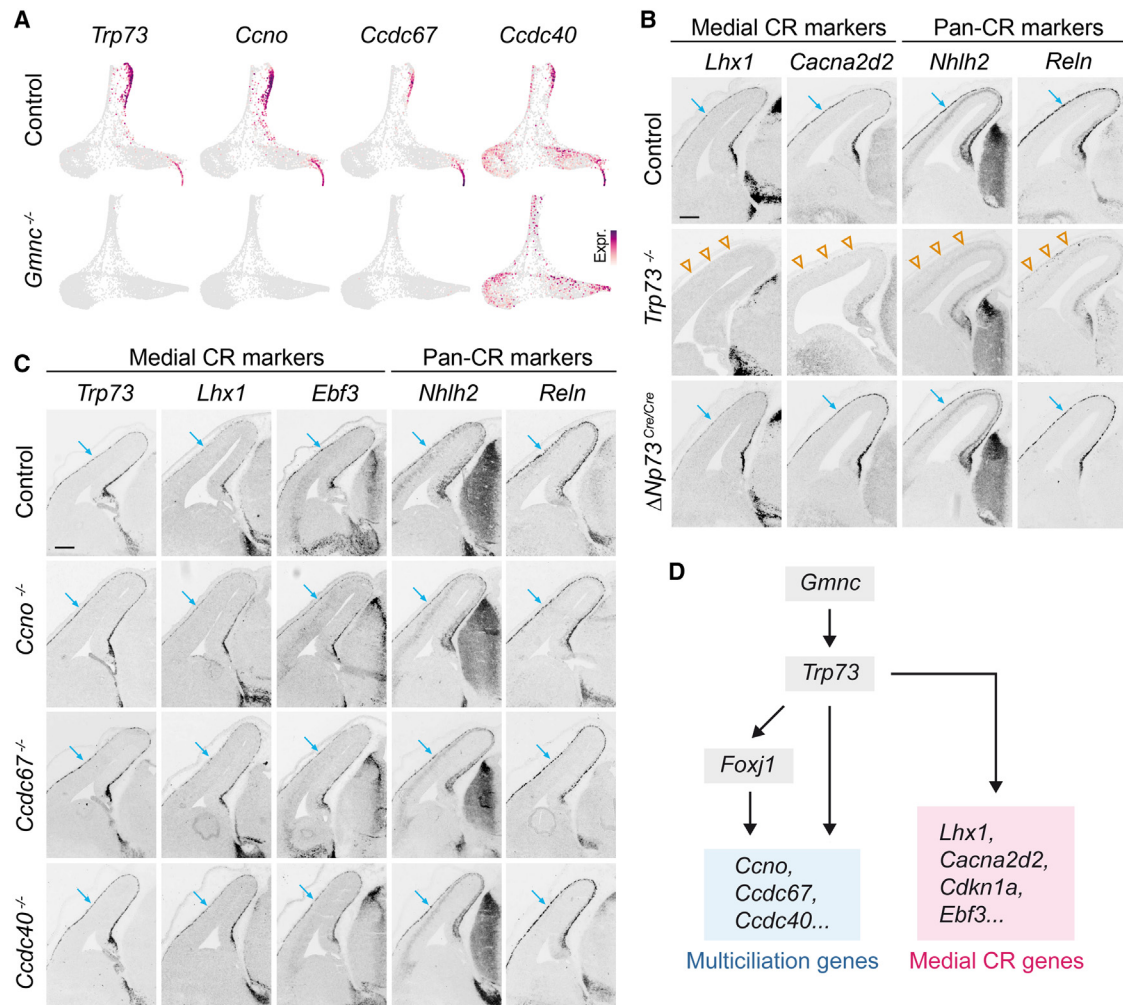 A
Trp73 Ccno Ccdc67 Ccdc40
Control
Gmnc-/-
Expr.
B
Medial CR markers Pan-CR markers
Lhx1 Cacna2d2 Nhlh2 Reln
Control
Trp73-/-
ΔNp73Cre/Cre
C
Medial CR markers Pan-CR markers
Trp73 Lhx1 Ebf3 Nhlh2 Reln
Control
Ccno-/-
Ccdc67-/-
Ccdc40-/-
D
Gmnc
Trp73
Foxj1
Ccno,
Ccdc67,
Ccdc40...
Multiciliation genes
Lhx1,
Cacna2d2,
Cdkn1a,
Ebf3...
Medial CR genes